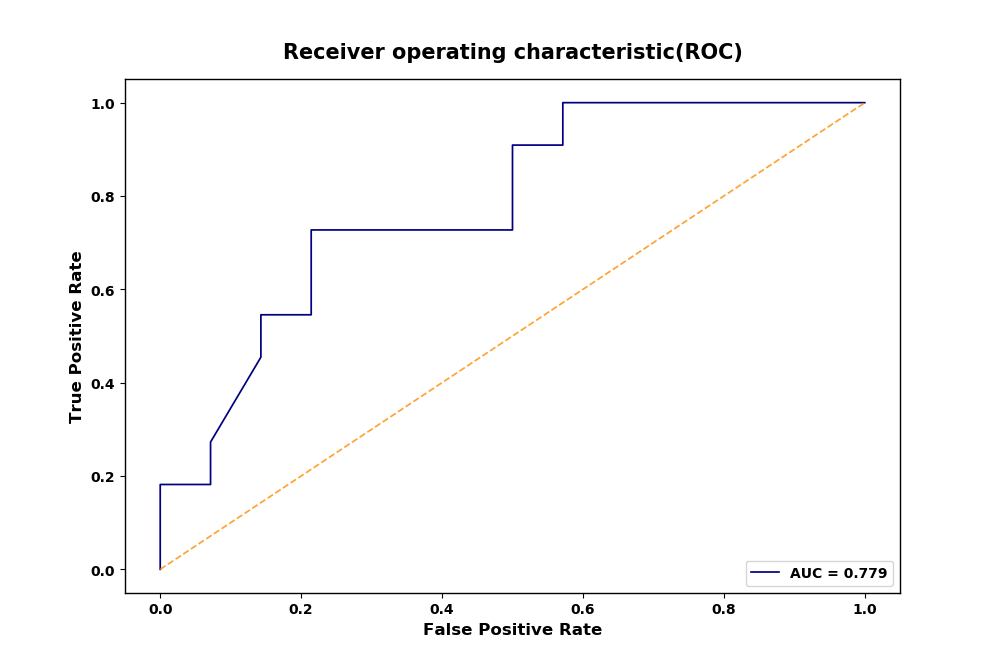 Receiver operating characteristic(ROC)
True Positive Rate
1.0
0.8
0.6
0.4
0.2
0.0
0.0 0.2 0.4 0.6 0.8 1.0
False Positive Rate
AUC = 0.779